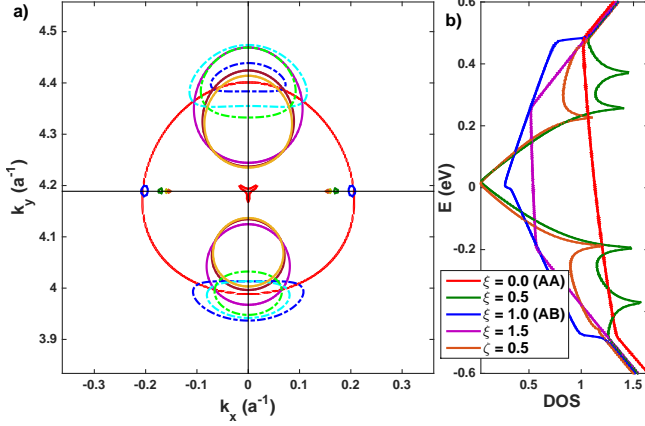 a)
k_y (a^-1)
4.5
4.4
4.3
4.2
4.1
4
3.9
-0.3
-0.2
-0.1
0
0.1
0.2
0.3
k_x (a^-1)
b)
E (eV)
0.6
0.4
0.2
0
-0.2
-0.6
ξ = 0.0 (AA)
ξ = 0.5
ξ = 1.0 (AB)
ξ = 1.5
ζ = 0.5
0.5
1
1.5
DOS